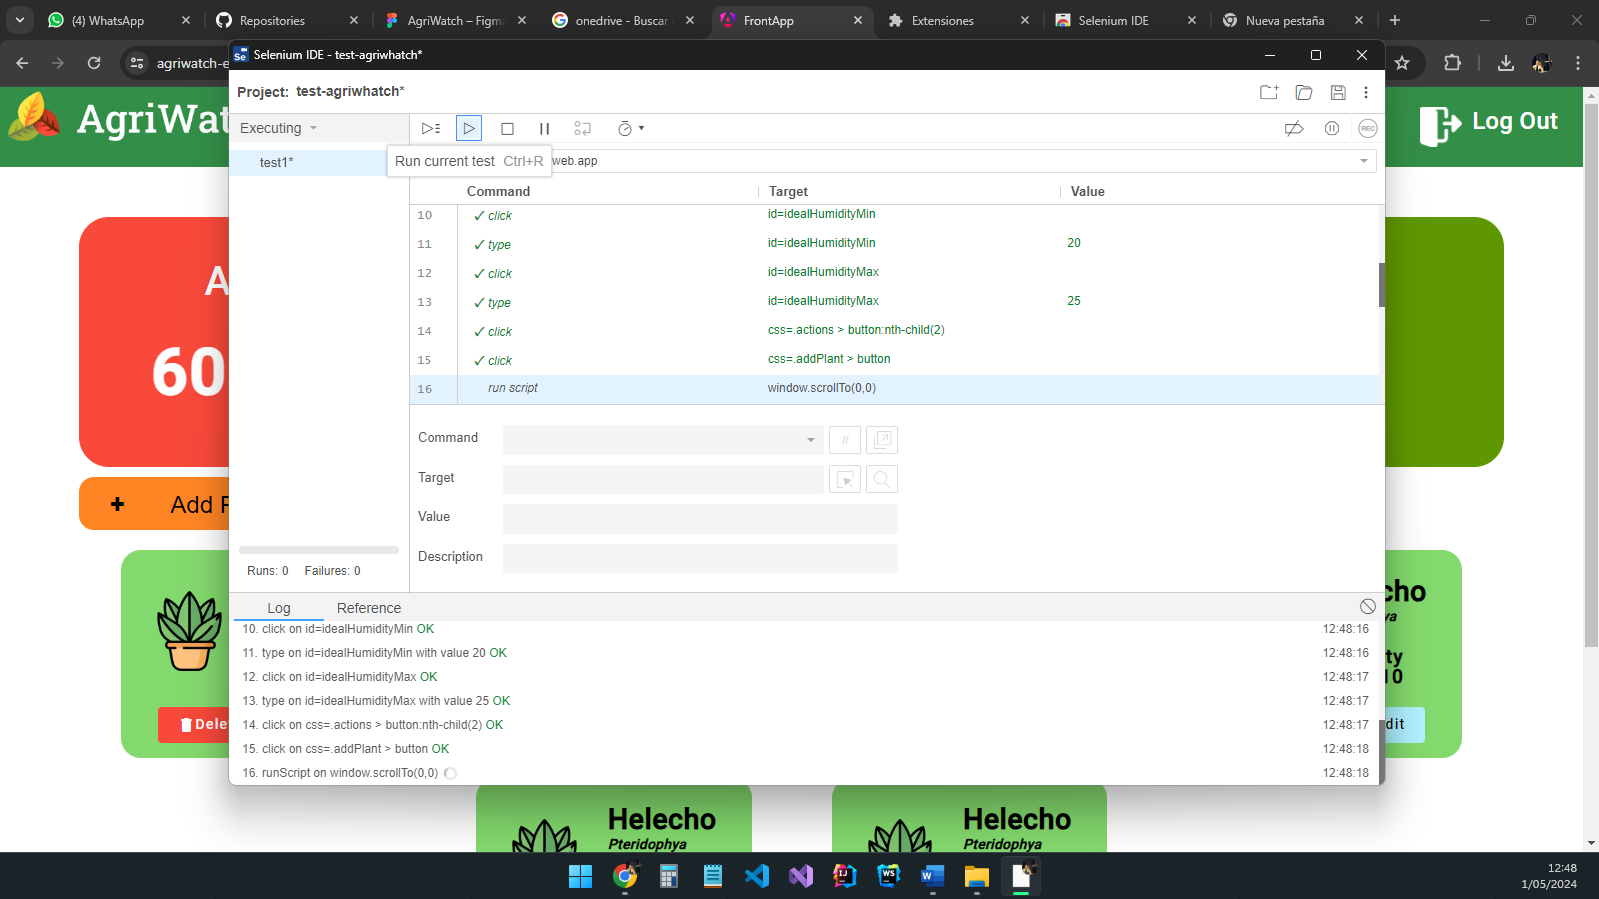 (4) WhatsApp
Repositories
AgriWatch – Figma
onedrive - Buscar
FrontApp
Extensiones
Selenium IDE
Nueva pestaña
agriwatch-e
Selenium IDE - test-agriwhatch*
Project: test-agriwhatch*
AgriWat
Log Out
Executing
REC
test1*
Run current test Ctrl+R
web.app
Command
Target
Value
10 ✓ click id=idealHumidityMin
11 ✓ type id=idealHumidityMin 20
12 ✓ click id=idealHumidityMax
13 ✓ type id=idealHumidityMax 25
14 ✓ click css=.actions > button:nth-child(2)
15 ✓ click css=.addPlant > button
16 run script window.scrollTo(0,0)
A
60
+ Add P
Command
//
Target
Value
Description
Runs: 0 Failures: 0
Log
Reference
10. click on id=idealHumidityMin OK 12:48:16
11. type on id=idealHumidityMin with value 20 OK 12:48:16
12. click on id=idealHumidityMax OK 12:48:17
13. type on id=idealHumidityMax with value 25 OK 12:48:17
14. click on css=.actions > button:nth-child(2) OK 12:48:17
15. click on css=.addPlant > button OK 12:48:18
16. runScript on window.scrollTo(0,0) 12:48:18
Dele
cho
ya
ty
10
dit
Helecho
Pteridophya
Helecho
Pteridophya
12:48
1/05/2024